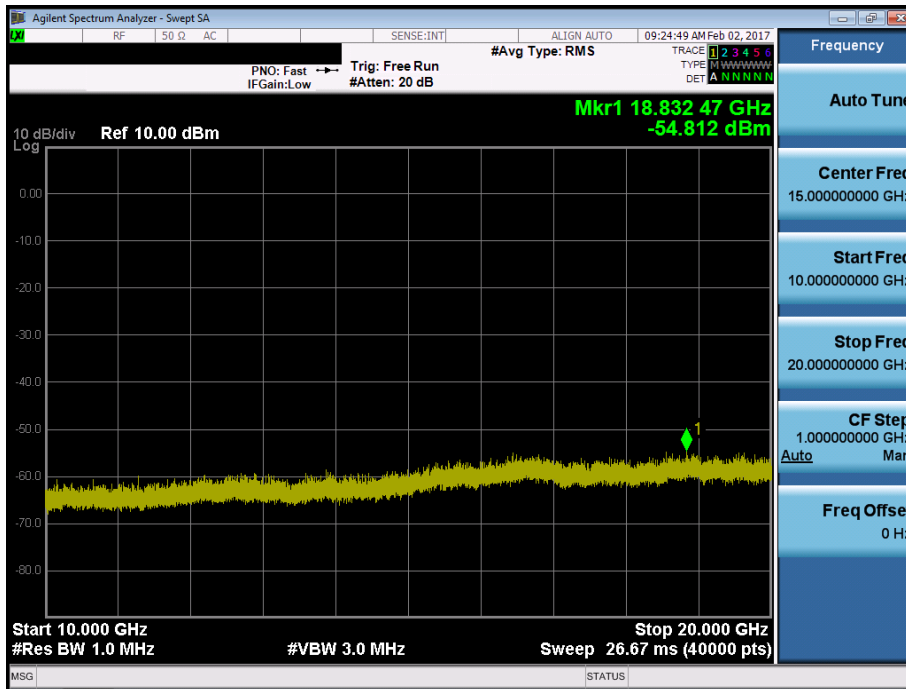 Agilent Spectrum Analyzer - Swept SA
LXI RF 50 Ω AC SENSE:INT ALIGN AUTO 09:24:49 AM Feb 02, 2017
#Avg Type: RMS TRACE 1 2 3 4 5 6
PNO: Fast Trig: Free Run TYPE M WWWWW
IFGain:Low #Atten: 20 dB DET A N N N N N
Mkr1 18.832 47 GHz
-54.812 dBm
10 dB/div Ref 10.00 dBm
Log
0.00
-10.0
-20.0
-30.0
-40.0
-50.0
1
-60.0
-70.0
-80.0
Start 10.000 GHz Stop 20.000 GHz
#Res BW 1.0 MHz #VBW 3.0 MHz Sweep 26.67 ms (40000 pts)
MSG STATUS
Frequency
Auto Tune
Center Freq
15.000000000 GHz
Start Freq
10.000000000 GHz
Stop Freq
20.000000000 GHz
CF Step
1.000000000 GHz
Auto Man
Freq Offset
0 Hz